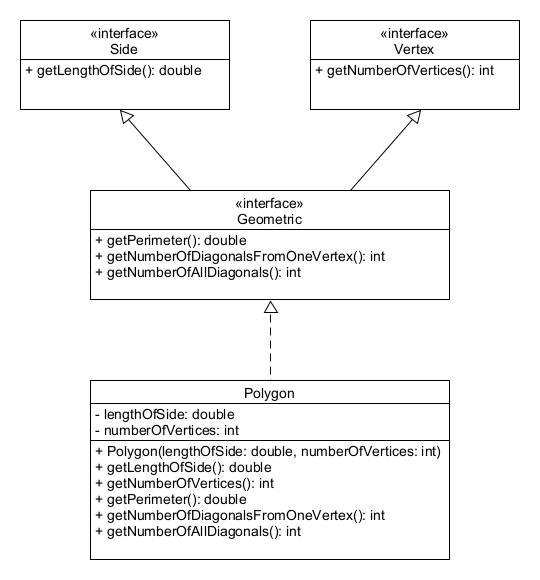 «interface»
Side
+ getLengthOfSide(): double
«interface»
Vertex
+ getNumberOfVertices(): int
«interface»
Geometric
+ getPerimeter(): double
+ getNumberOfDiagonalsFromOneVertex(): int
+ getNumberOfAllDiagonals(): int
Polygon
- lengthOfSide: double
- numberOfVertices: int
+ Polygon(lengthOfSide: double, numberOfVertices: int)
+ getLengthOfSide(): double
+ getNumberOfVertices(): int
+ getPerimeter(): double
+ getNumberOfDiagonalsFromOneVertex(): int
+ getNumberOfAllDiagonals(): int